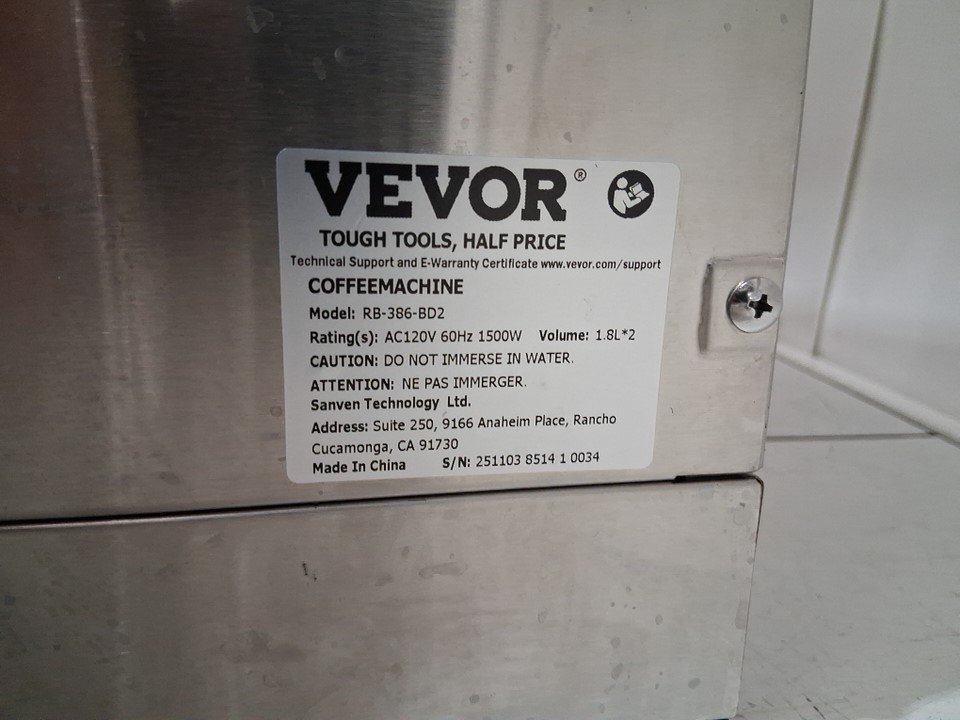 VEVOR®
TOUGH TOOLS, HALF PRICE
Technical Support and E-Warranty Certificate www.vevor.com/support
COFFEEMACHINE
Model: RB-386-BD2
Rating(s): AC120V 60Hz 1500W Volume: 1.8L*2
CAUTION: DO NOT IMMERSE IN WATER.
ATTENTION: NE PAS IMMERGER.
Sanven Technology Ltd.
Address: Suite 250, 9166 Anaheim Place, Rancho
Cucamonga, CA 91730
Made In China S/N: 251103 8514 1 0034